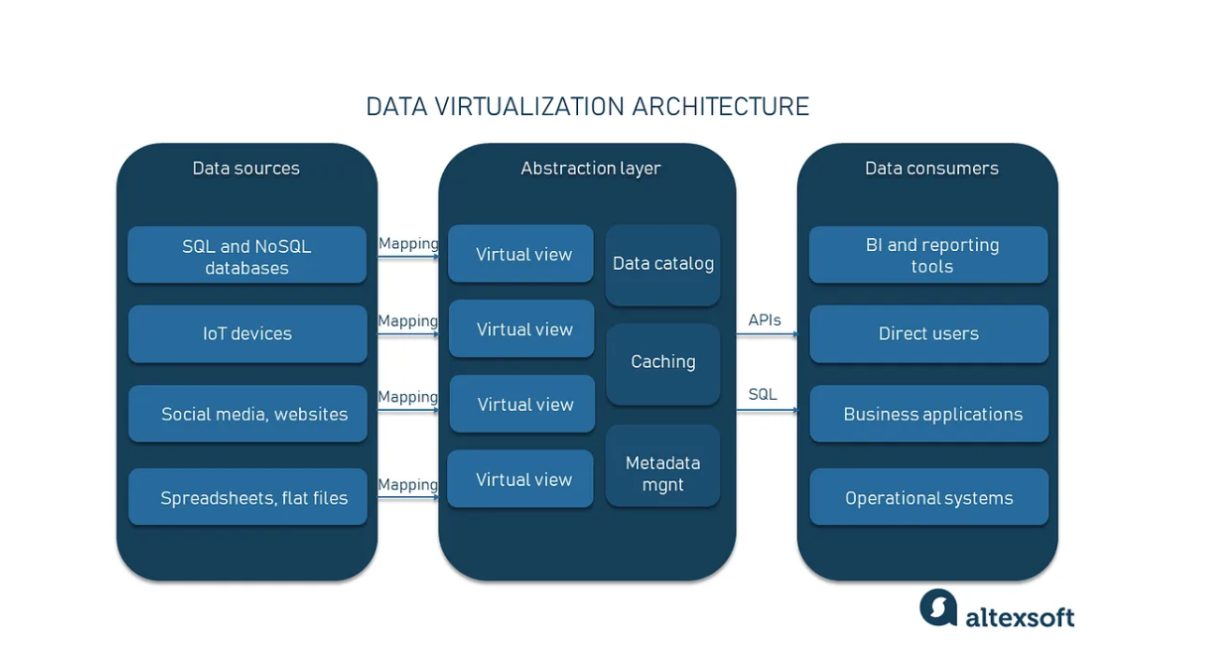 DATA VIRTUALIZATION ARCHITECTURE
Data sources
SQL and NoSQL
databases
IoT devices
Social media, websites
Spreadsheets, flat files
Mapping
Mapping
Mapping
Mapping
Abstraction layer
Virtual view
Virtual view
Virtual view
Virtual view
Data catalog
Caching
Metadata
mgnt
APIs
SQL
Data consumers
BI and reporting
tools
Direct users
Business applications
Operational systems
altexsoft